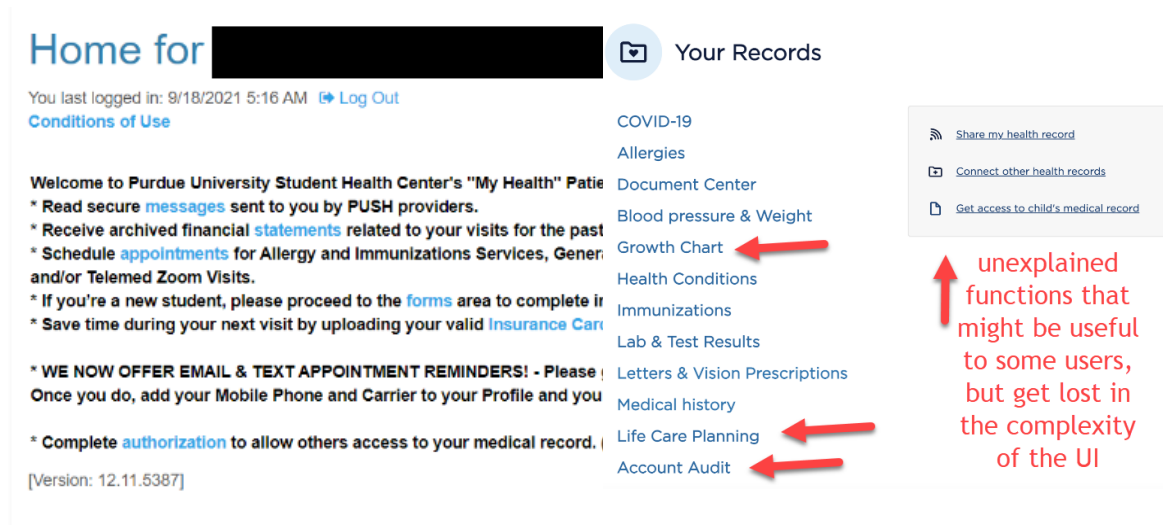 Home for
You last logged in: 9/18/2021 5:16 AM Log Out
Conditions of Use
Welcome to Purdue University Student Health Center's "My Health" Patie
* Read secure messages sent to you by PUSH providers.
* Receive archived financial statements related to your visits for the past
* Schedule appointments for Allergy and Immunizations Services, Genera
and/or Telemed Zoom Visits.
* If you're a new student, please proceed to the forms area to complete in
* Save time during your next visit by uploading your valid Insurance Card
* WE NOW OFFER EMAIL & TEXT APPOINTMENT REMINDERS! - Please
Once you do, add your Mobile Phone and Carrier to your Profile and you
* Complete authorization to allow others access to your medical record. (
[Version: 12.11.5387]
Your Records
COVID-19
Allergies
Document Center
Blood pressure & Weight
Growth Chart
Health Conditions
Immunizations
Lab & Test Results
Letters & Vision Prescriptions
Medical history
Life Care Planning
Account Audit
Share my health record
Connect other health records
Get access to child's medical record
unexplained
functions that
might be useful
to some users,
but get lost in
the complexity
of the UI